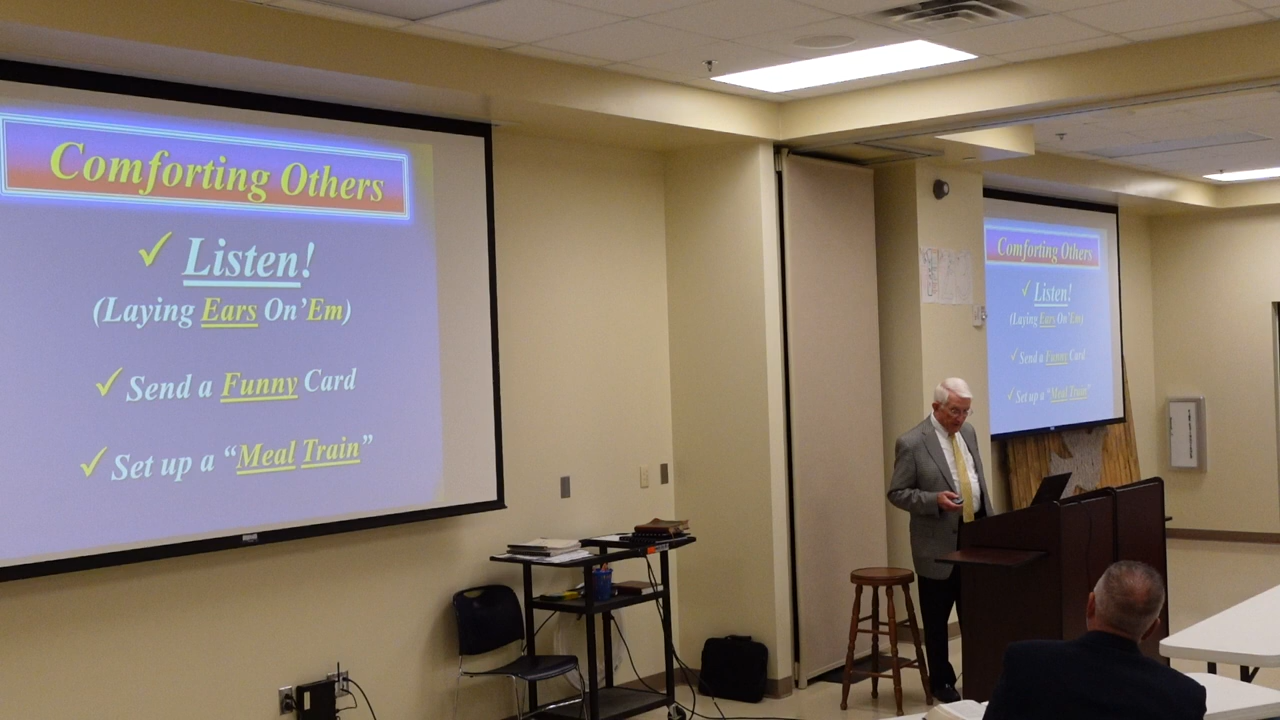 Comforting Others
✓ Listen!
(Laying Ears On'Em)
✓ Send a Funny Card
✓ Set up a “Meal Train”
Comforting Others
✓ Listen!
(Laying Ears On'Em)
✓ Send a Funny Card
✓ Set up a “Meal Train”